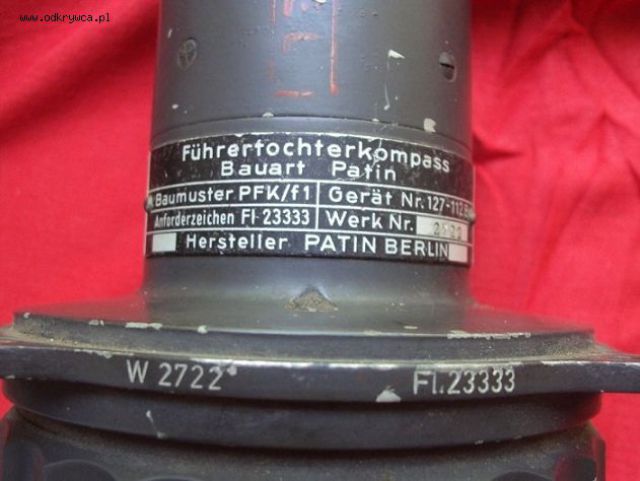 www.odkrywca.pl
Führertochterkompass
Bauart Patin
Baumuster PFK/f1 Gerät Nr. 127-112
Anforderzeichen Fl 23333 Werk Nr.
Hersteller PATIN BERLIN
W 2722 Fl. 23333